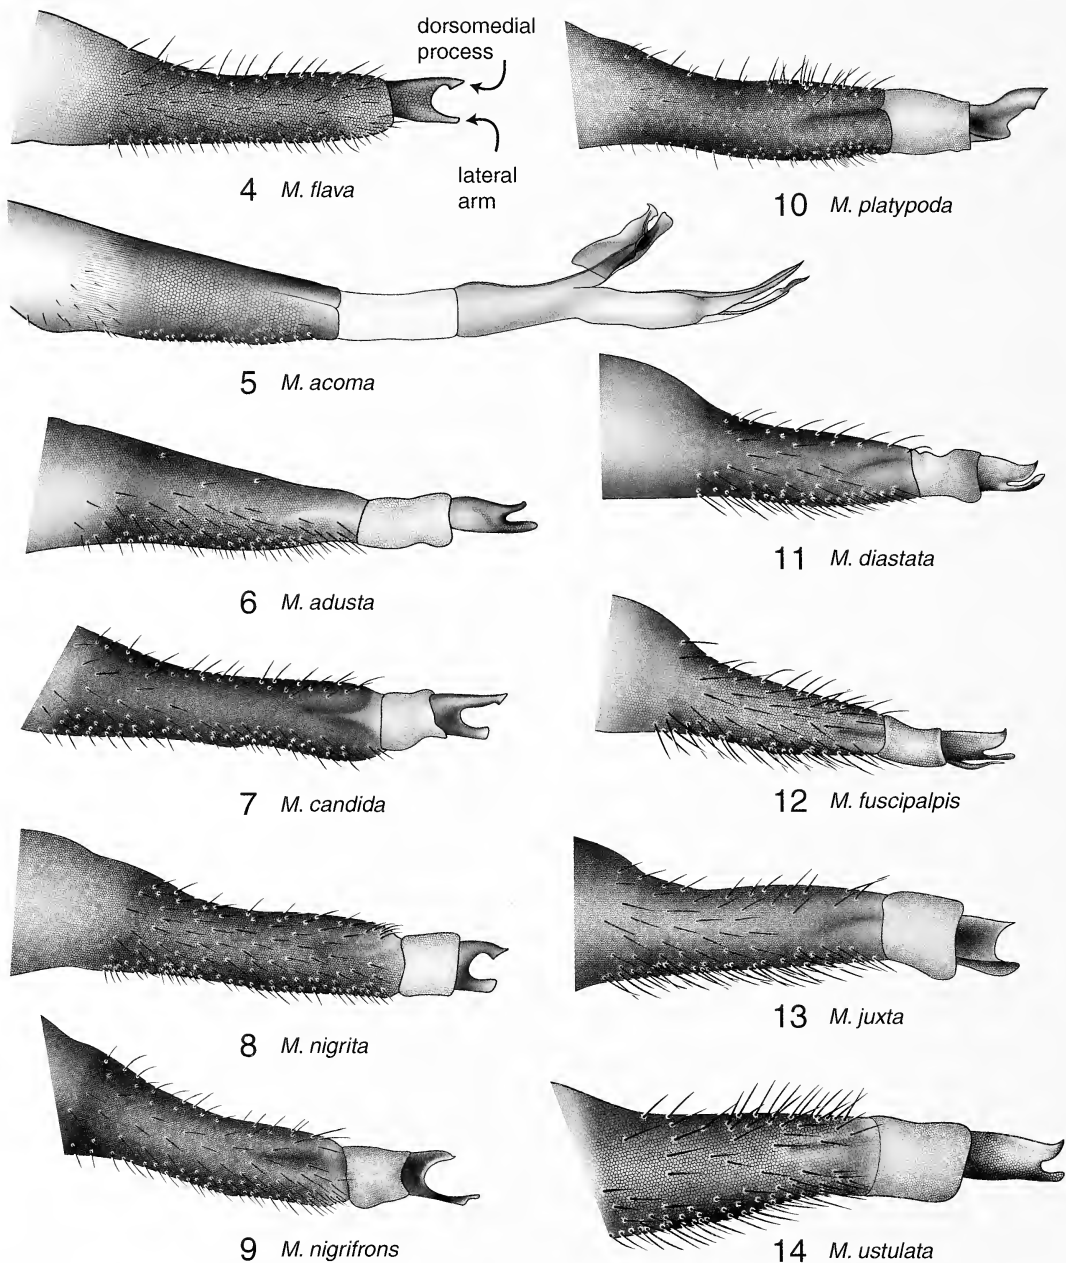 dorsomedial
process
lateral
arm
4 M. flava
5 M. acoma
6 M. adusta
7 M. candida
8 M. nigrita
9 M. nigrifrons
10 M. platypoda
11 M. diastata
12 M. fuscipalpis
13 M. juxta
14 M. ustulata